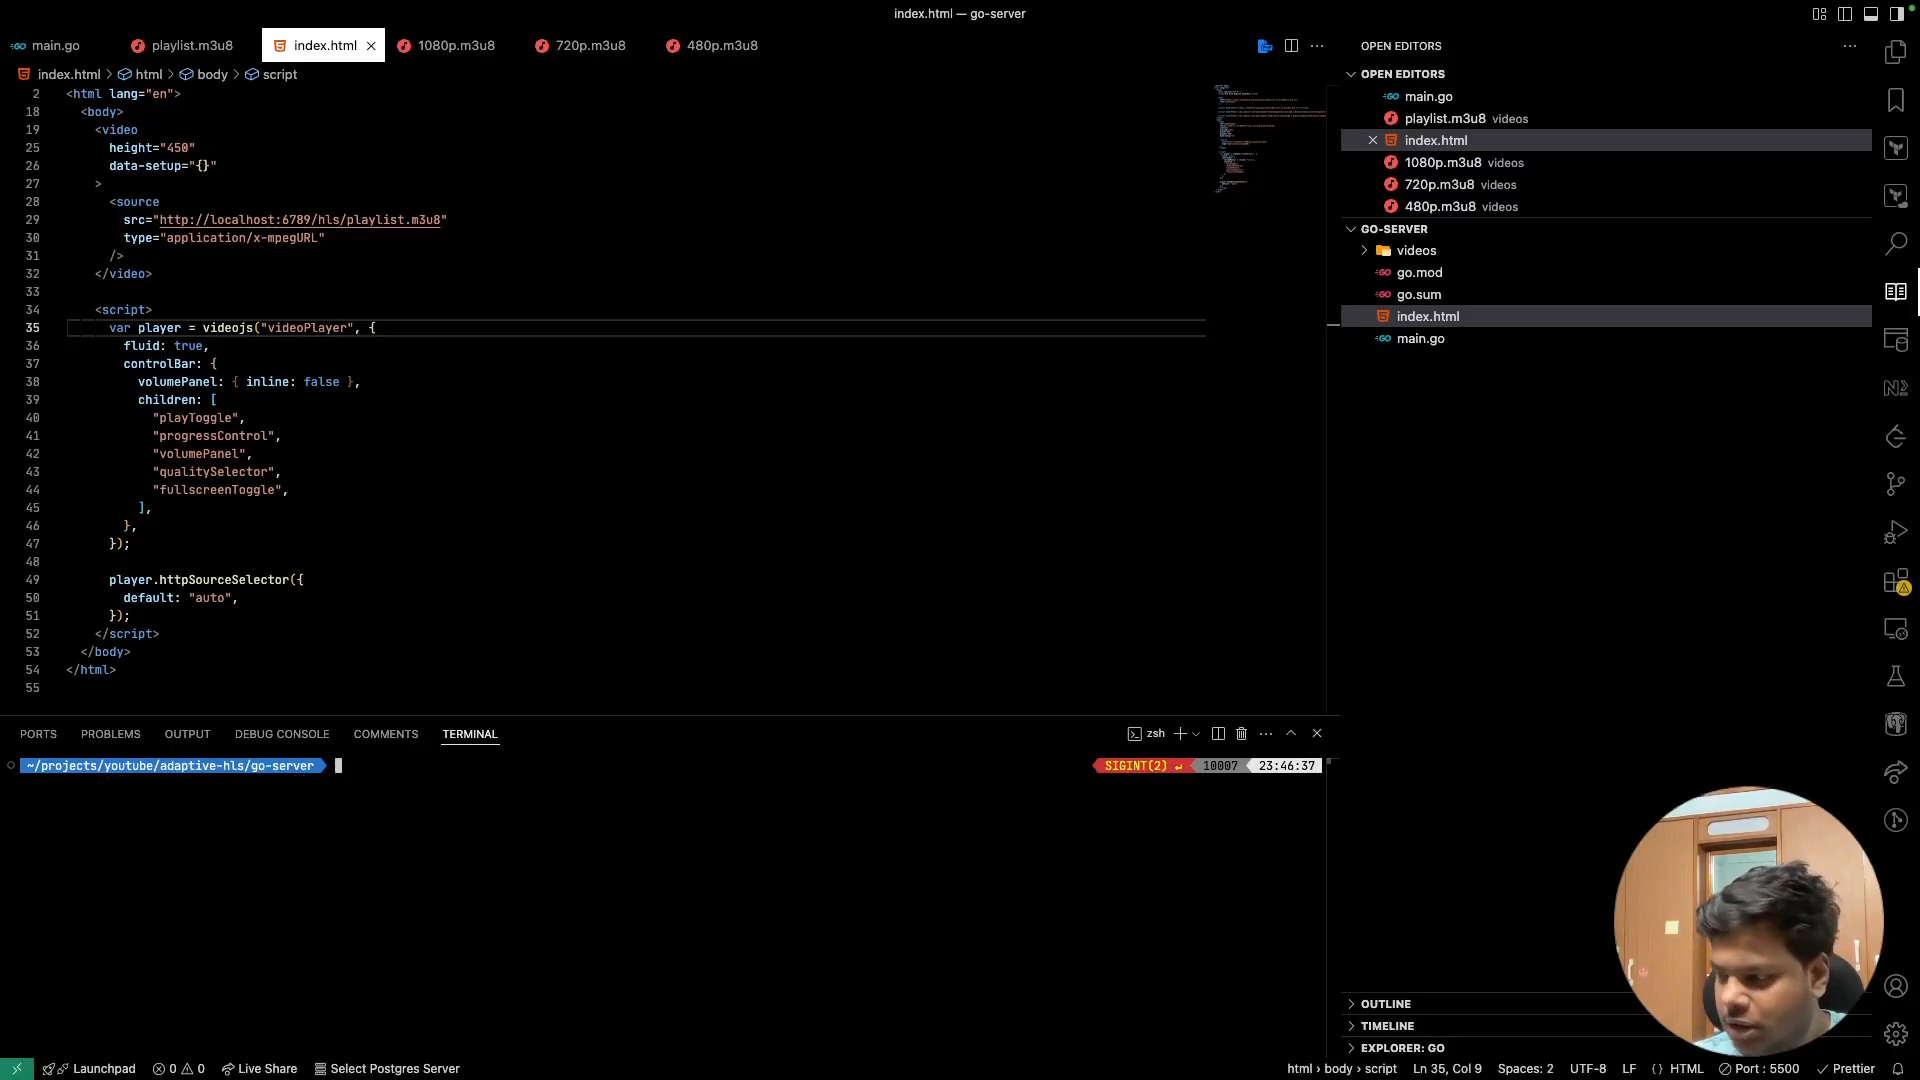 index.html — go-server
main.go
playlist.m3u8
index.html
1080p.m3u8
720p.m3u8
480p.m3u8
index.html > html > body > script
2 <html lang="en">
18 <body>
19 <video
25 height="450"
26 data-setup="{}"
27 >
28 <source
29 src="http://localhost:6789/hls/playlist.m3u8"
30 type="application/x-mpegURL"
31 />
32 </video>
33
34 <script>
35 var player = videojs("videoPlayer", {
36 fluid: true,
37 controlBar: {
38 volumePanel: { inline: false },
39 children: [
40 "playToggle",
41 "progressControl",
42 "volumePanel",
43 "qualitySelector",
44 "fullscreenToggle",
45 ],
46 },
47 });
48
49 player.httpSourceSelector({
50 default: "auto",
51 });
52 </script>
53 </body>
54 </html>
55
OPEN EDITORS
OPEN EDITORS
main.go
playlist.m3u8 videos
index.html
1080p.m3u8 videos
720p.m3u8 videos
480p.m3u8 videos
GO-SERVER
videos
go.mod
go.sum
index.html
main.go
PORTS PROBLEMS OUTPUT DEBUG CONSOLE COMMENTS TERMINAL
zsh
~/projects/youtube/adaptive-hls/go-server
SIGINT(2) ↵ 10007 23:46:37
OUTLINE
TIMELINE
EXPLORER: GO
Launchpad 0 0 Live Share Select Postgres Server
html > body > script Ln 35, Col 9 Spaces: 2 UTF-8 LF {} HTML Port : 5500 Prettier